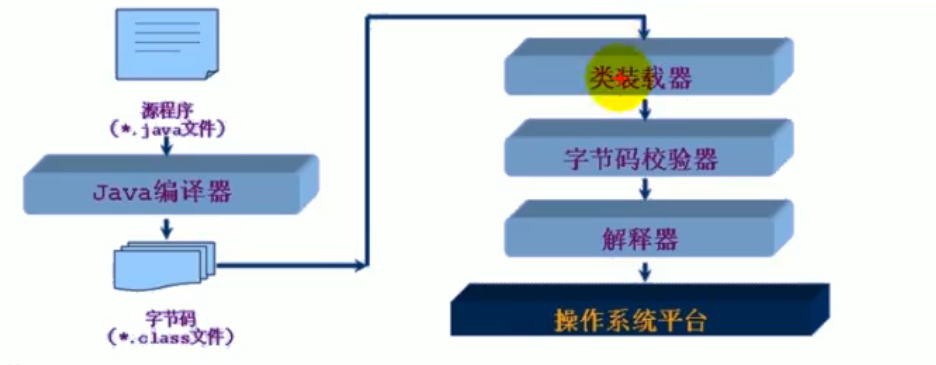 源程序
(*.java文件)
Java编译器
字节码
(*.class文件)
类装载器
字节码校验器
解释器
操作系统平台